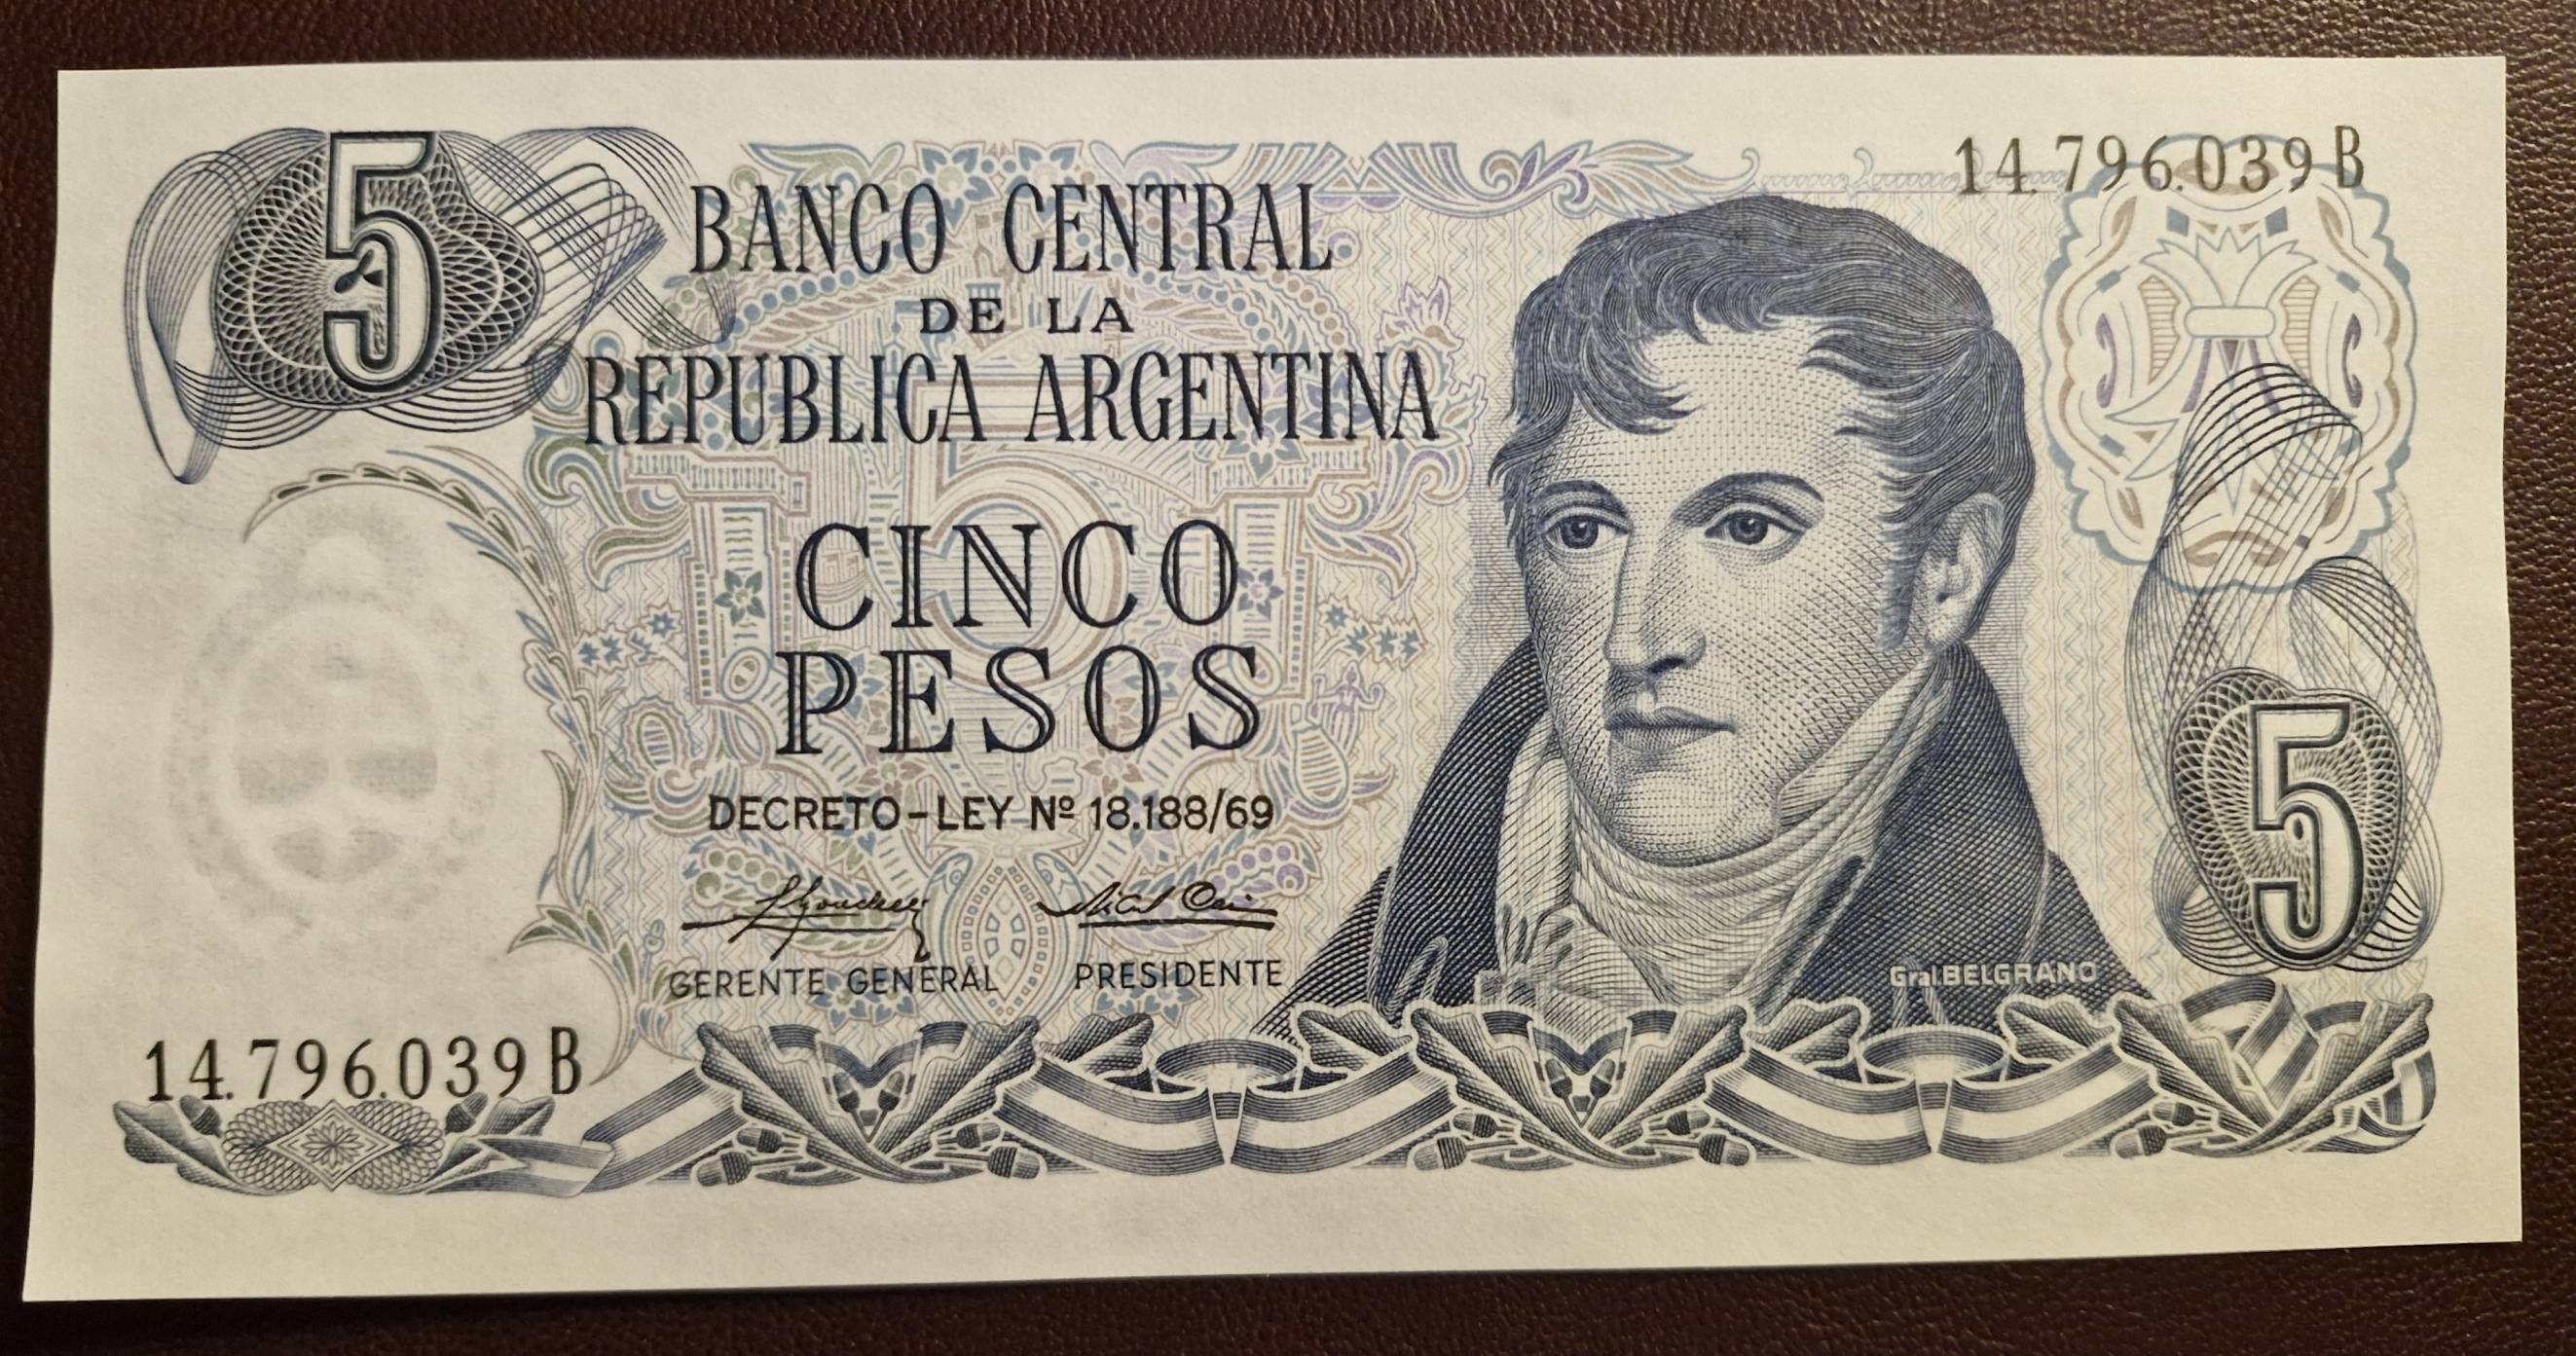 5
14.796.039 B
BANCO CENTRAL
DE LA
REPUBLICA ARGENTINA
5
CINCO
PESOS
DECRETO-LEY Nº 18.188/69
GERENTE GENERAL PRESIDENTE
Gral.BELGRANO
5
14.796.039 B